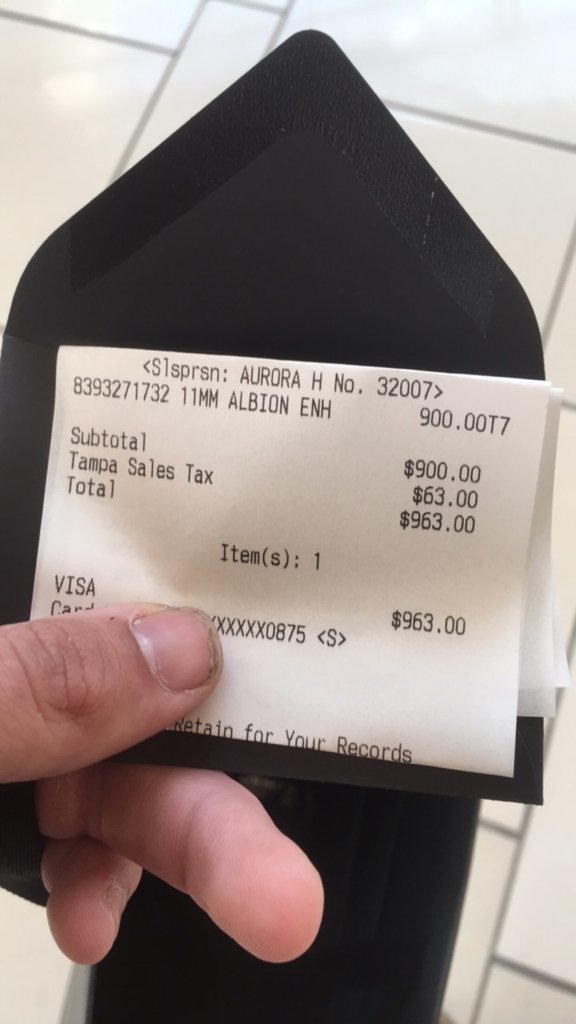 <Slsprsn: AURORA H No. 32007>
8393271732 11MM ALBION ENH 900.00T7
Subtotal $900.00
Tampa Sales Tax $63.00
Total $963.00
Item(s): 1
VISA $963.00
XXXXX0875 <S>
Retain for Your Records